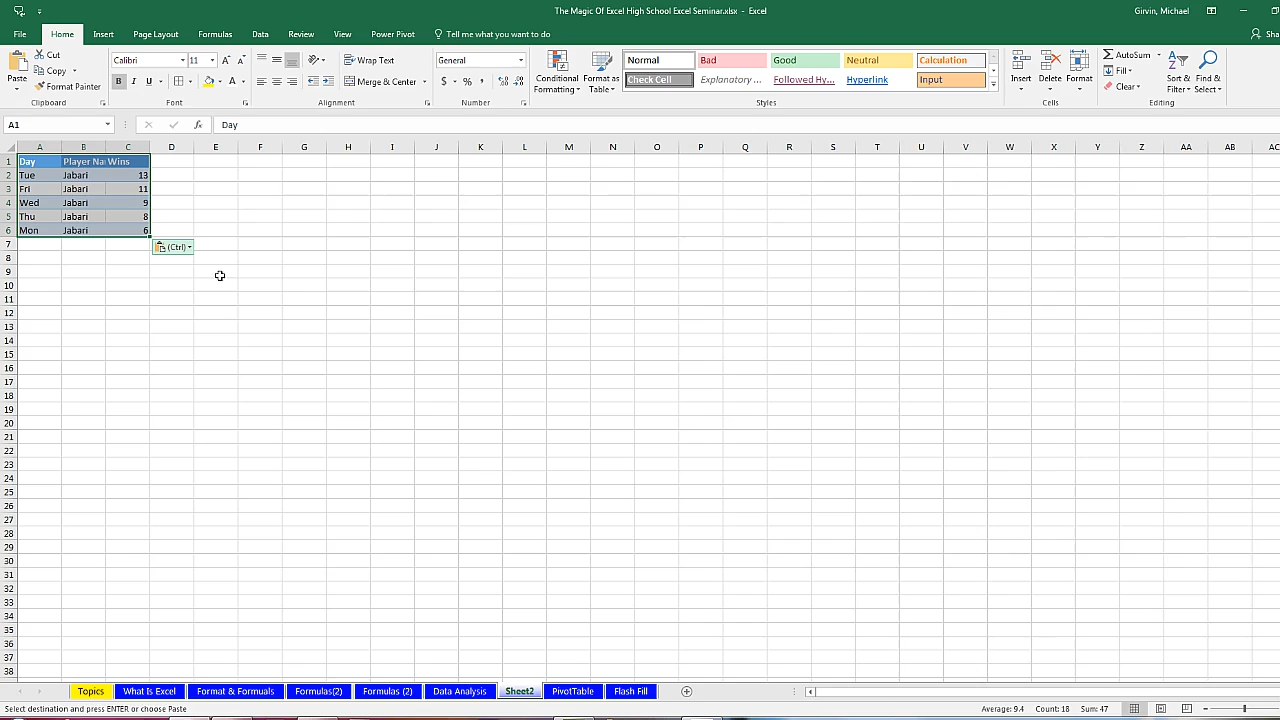 The Magic Of Excel High School Excel Seminar.xlsx - Excel
Girvin, Michael
File Home Insert Page Layout Formulas Data Review View Power Pivot Tell me what you want to do Sha
Paste
Cut
Copy
Format Painter
Clipboard
Calibri 11
B I U
Font
Wrap Text
Merge & Center
Alignment
General
$ % ,
Number
Conditional Formatting
Format as Table
Normal Bad Good Neutral Calculation
Check Cell Explanatory ... Followed Hy... Hyperlink Input
Styles
Insert Delete Format
Cells
AutoSum
Fill
Clear
Sort & Filter
Find & Select
Editing
A1 fx Day
A B C D E F G H I J K L M N O P Q R S T U V W X Y Z AA AB AC
1 Day Player Na Wins
2 Tue Jabari 13
3 Fri Jabari 11
4 Wed Jabari 9
5 Thu Jabari 8
6 Mon Jabari 6
7 (Ctrl)
8
9
10
11
12
13
14
15
16
17
18
19
20
21
22
23
24
25
26
27
28
29
30
31
32
33
34
35
36
37
38
Topics What Is Excel Format & Formuals Formulas(2) Formulas (2) Data Analysis Sheet2 PivotTable Flash Fill
Select destination and press ENTER or choose Paste Average: 9.4 Count: 18 Sum: 47